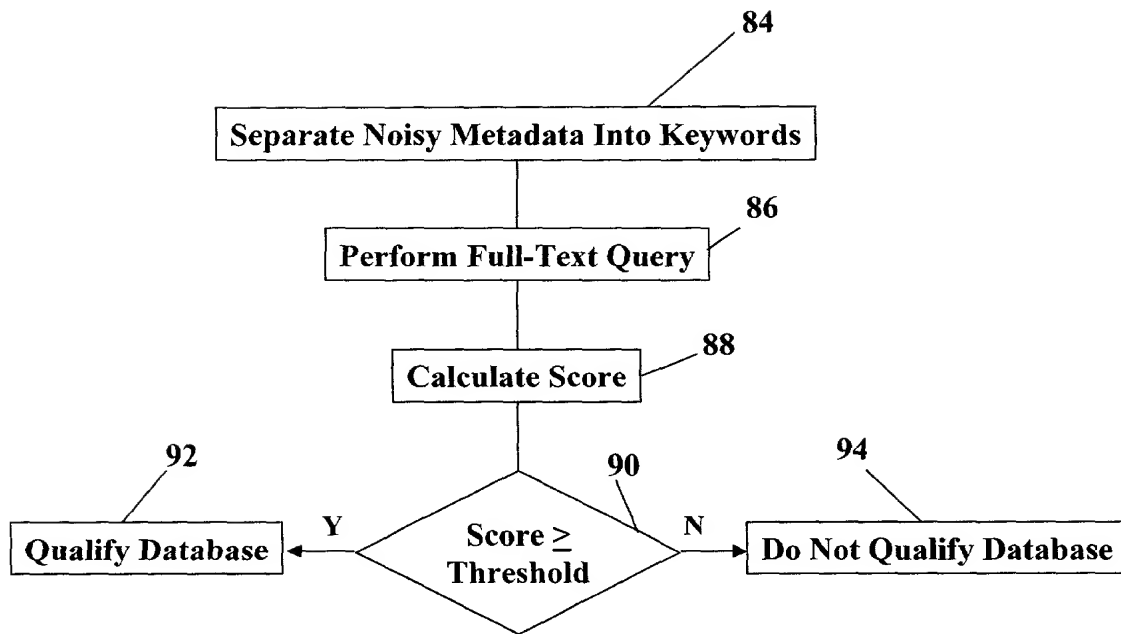 84
Separate Noisy Metadata Into Keywords
86
Perform Full-Text Query
88
Calculate Score
92
90
94
Y
N
Qualify Database
Score ≥
Threshold
Do Not Qualify Database